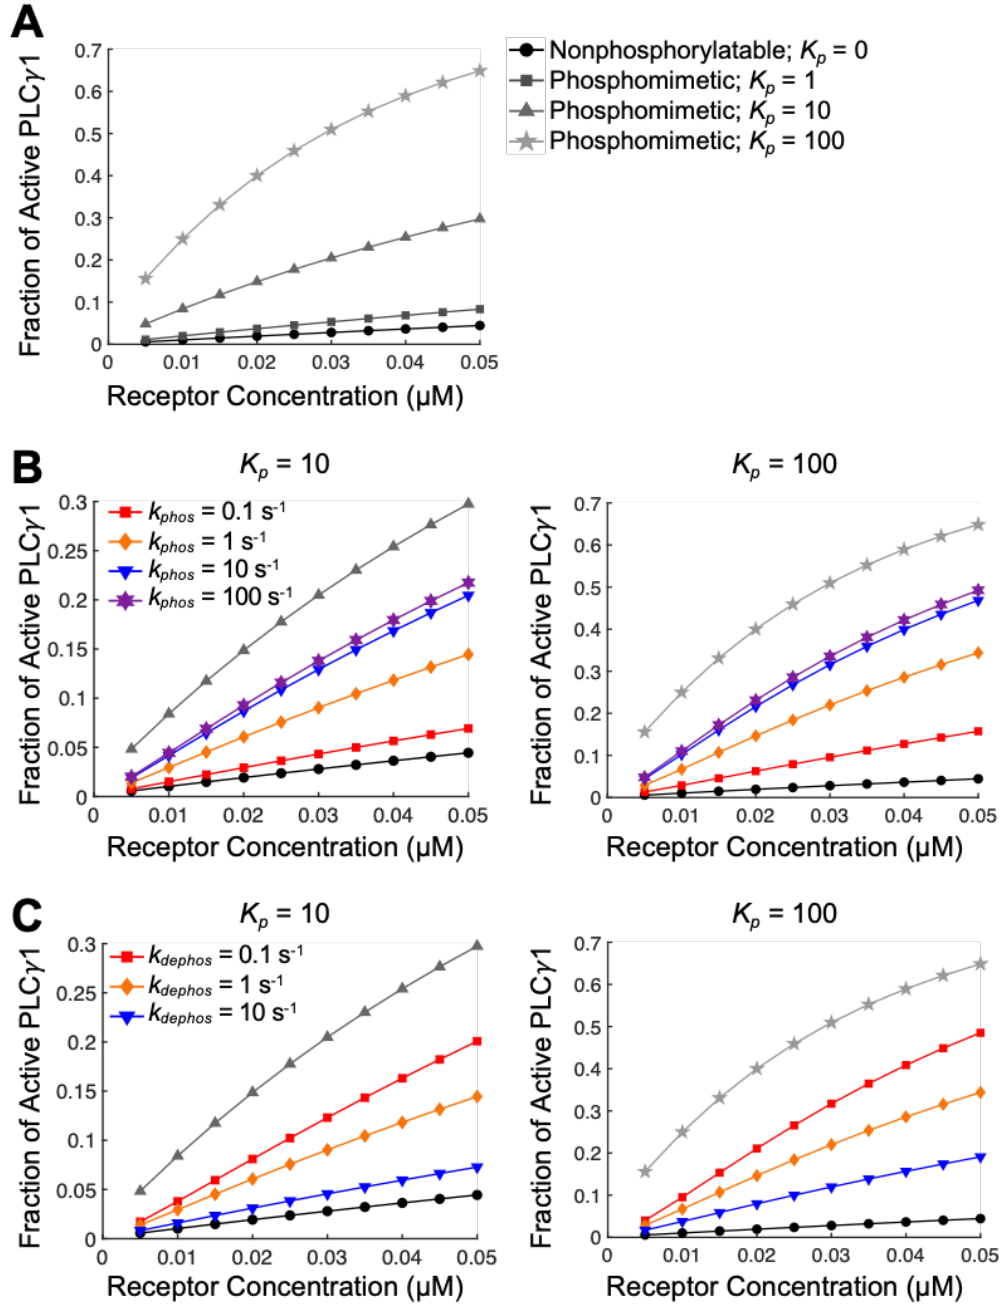 A
Fraction of Active PLCγ1
0.7
0.6
0.5
0.4
0.3
0.2
0.1
0
0 0.01 0.02 0.03 0.04 0.05
Receptor Concentration (µM)
Nonphosphorylatable; Kp = 0
Phosphomimetic; Kp = 1
Phosphomimetic; Kp = 10
Phosphomimetic; Kp = 100
B
Kp = 10
Fraction of Active PLCγ1
0.3
0.25
0.2
0.15
0.1
0.05
0
kphos = 0.1 s-1
kphos = 1 s-1
kphos = 10 s-1
kphos = 100 s-1
0 0.01 0.02 0.03 0.04 0.05
Receptor Concentration (µM)
Kp = 100
Fraction of Active PLCγ1
0.7
0.6
0.5
0.4
0.3
0.2
0.1
0
0 0.01 0.02 0.03 0.04 0.05
Receptor Concentration (µM)
C
Kp = 10
Fraction of Active PLCγ1
0.3
0.25
0.2
0.15
0.1
0.05
0
kdephos = 0.1 s-1
kdephos = 1 s-1
kdephos = 10 s-1
0 0.01 0.02 0.03 0.04 0.05
Receptor Concentration (µM)
Kp = 100
Fraction of Active PLCγ1
0.7
0.6
0.5
0.4
0.3
0.2
0.1
0
0 0.01 0.02 0.03 0.04 0.05
Receptor Concentration (µM)